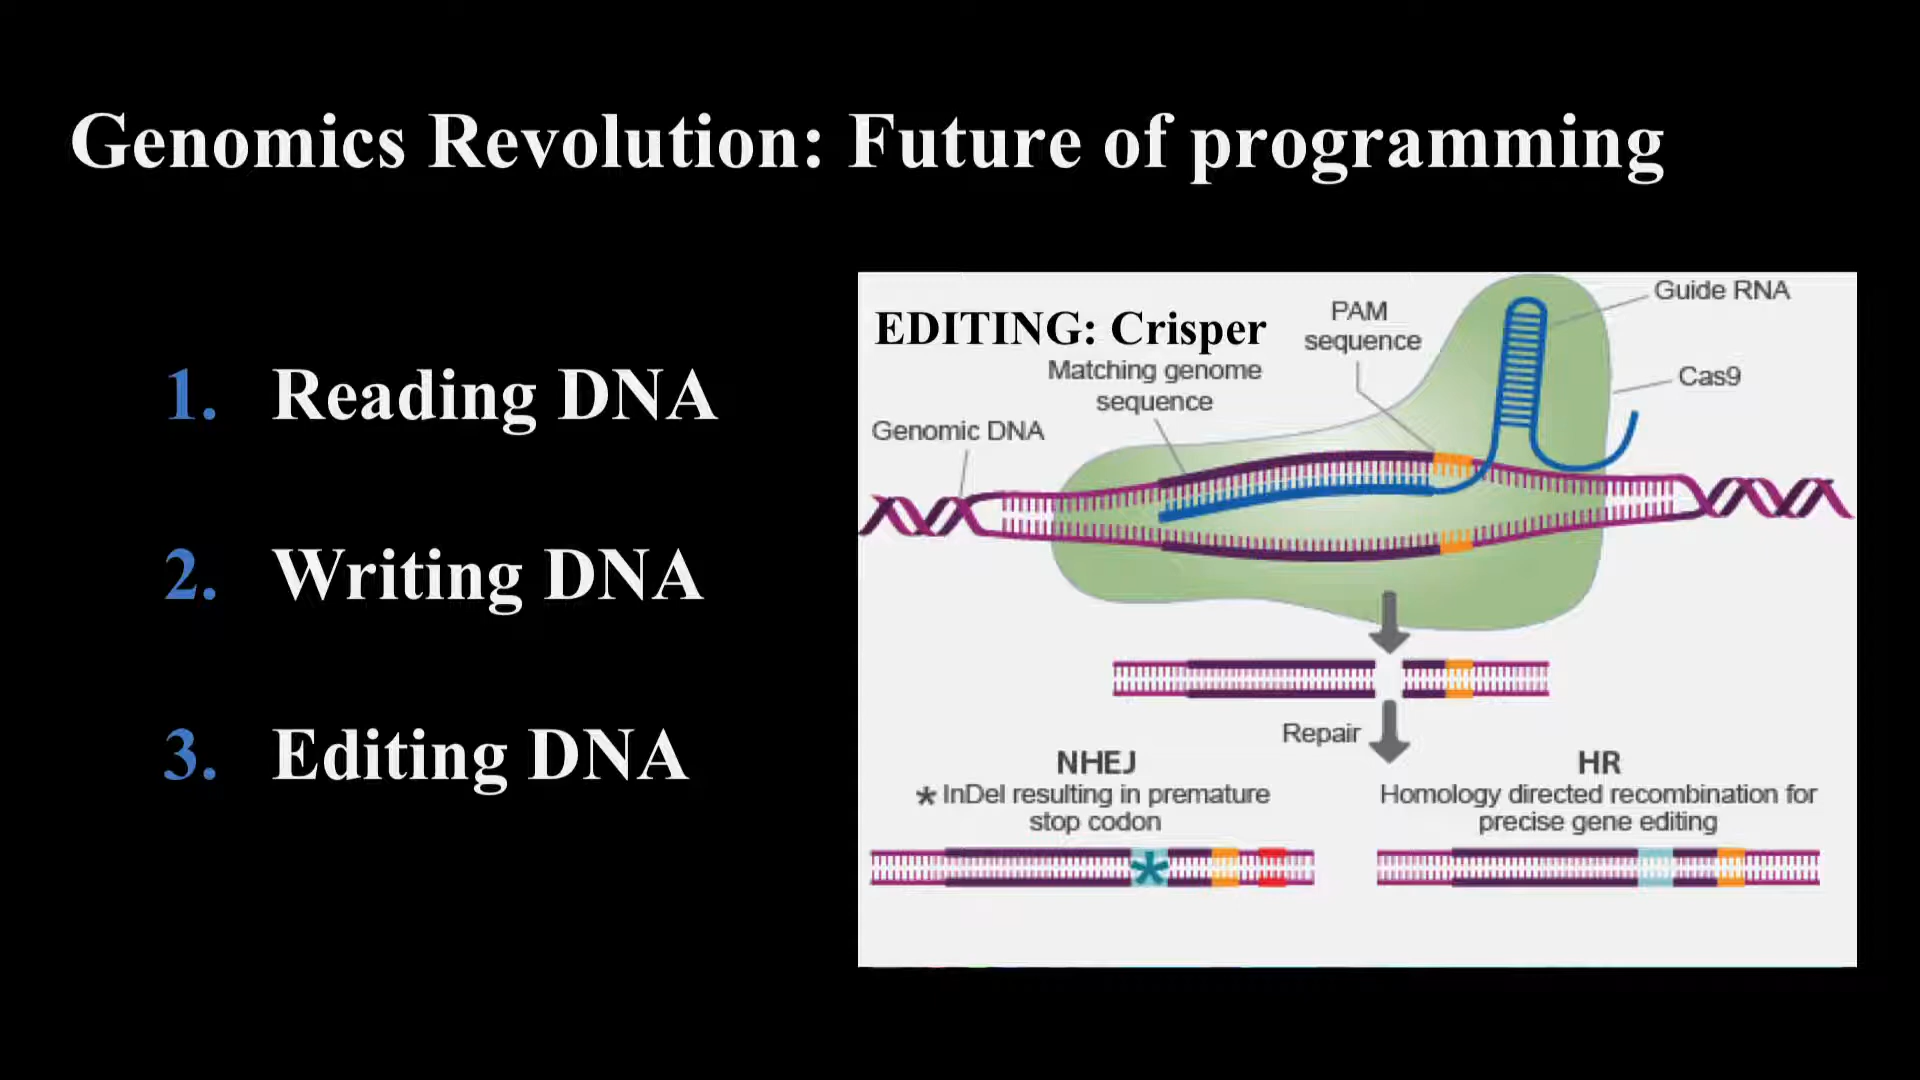 Genomics Revolution: Future of programming
1. Reading DNA
2. Writing DNA
3. Editing DNA
EDITING: Crisper
Guide RNA
PAM
sequence
Cas9
Matching genome
sequence
Genomic DNA
Repair
NHEJ
* InDel resulting in premature
stop codon
*
HR
Homology directed recombination for
precise gene editing